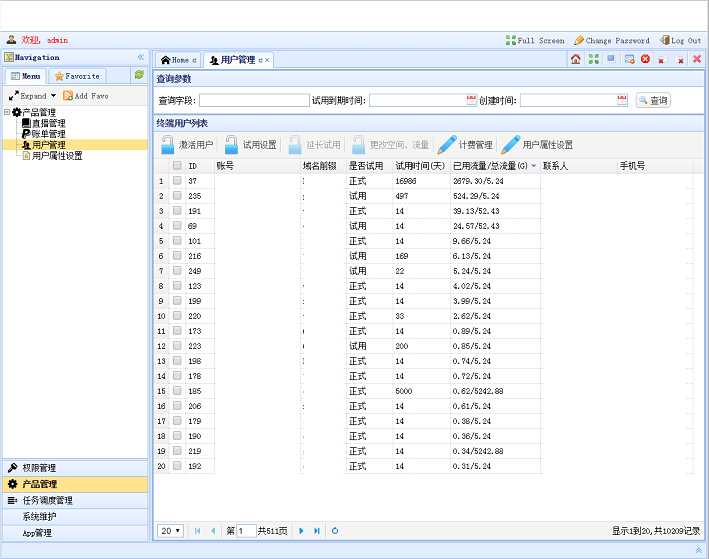 欢迎, admin Full Screen Change Password Log Out
Navigation
Menu Favorite
Expand Add Favo
产品管理
直播管理
账单管理
用户管理
用户属性设置
权限管理
产品管理
任务调度管理
系统维护
App管理
Home 用户管理
查询参数
查询字段: 试用到期时间: 创建时间: 查询
终端用户列表
激活用户 试用设置 延长试用 更改空间、流量 计费管理 用户属性设置
ID 账号 域名前缀 是否试用 试用时间(天) 已用流量/总流量(G) 联系人 手机号
1 37 正式 16986 2679.30/5.24
2 235 试用 497 524.29/5.24
3 191 正式 14 39.13/52.43
4 69 试用 14 24.57/52.43
5 101 正式 14 9.66/5.24
6 216 试用 169 6.13/5.24
7 249 试用 22 5.24/5.24
8 123 正式 14 4.02/5.24
9 199 正式 14 3.99/5.24
10 220 正式 33 2.62/5.24
11 173 正式 14 0.89/5.24
12 223 试用 200 0.85/5.24
13 198 正式 14 0.74/5.24
14 178 正式 14 0.72/5.24
15 185 正式 5000 0.62/5242.88
16 206 正式 14 0.61/5.24
17 179 正式 14 0.38/5.24
18 190 正式 14 0.36/5.24
19 219 正式 14 0.34/5242.88
20 192 正式 14 0.31/5.24
20 第 1 共511页 显示1到20,共10209记录